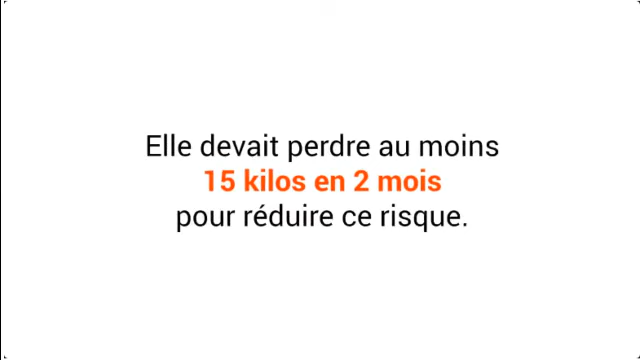 Elle devait perdre au moins
15 kilos en 2 mois
pour réduire ce risque.